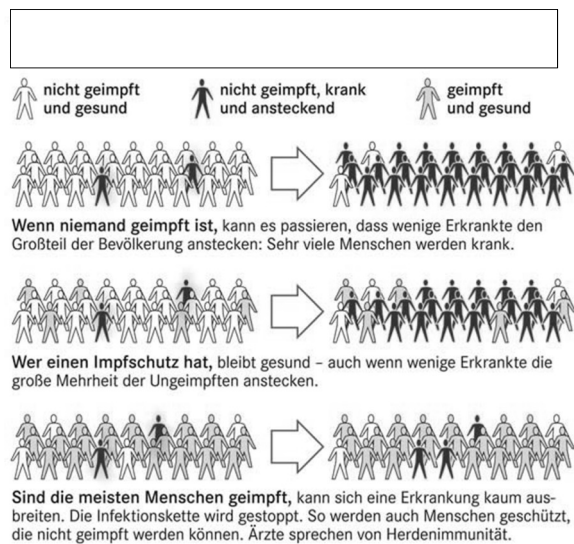 nicht geimpft
und gesund
nicht geimpft, krank
und ansteckend
geimpft
und gesund
Wenn niemand geimpft ist, kann es passieren, dass wenige Erkrankte den
Großteil der Bevölkerung anstecken: Sehr viele Menschen werden krank.
Wer einen Impfschutz hat, bleibt gesund – auch wenn wenige Erkrankte die
große Mehrheit der Ungeimpften anstecken.
Sind die meisten Menschen geimpft, kann sich eine Erkrankung kaum aus-
breiten. Die Infektionskette wird gestoppt. So werden auch Menschen geschützt,
die nicht geimpft werden können. Ärzte sprechen von Herdenimmunität.